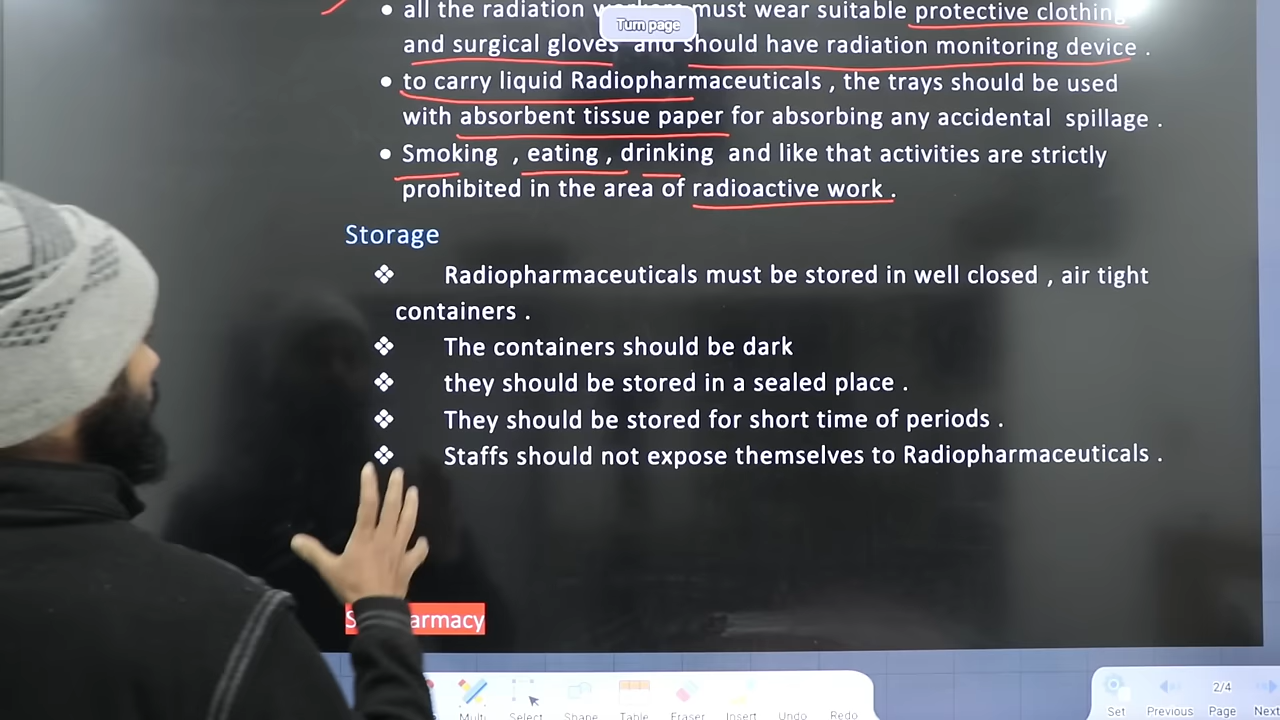 • all the radiation workers must wear suitable protective clothing
Turn page
and surgical gloves and should have radiation monitoring device .
• to carry liquid Radiopharmaceuticals , the trays should be used
with absorbent tissue paper for absorbing any accidental spillage .
• Smoking , eating , drinking and like that activities are strictly
prohibited in the area of radioactive work .
Storage
❖ Radiopharmaceuticals must be stored in well closed , air tight
containers .
❖ The containers should be dark
❖ they should be stored in a sealed place .
❖ They should be stored for short time of periods .
❖ Staffs should not expose themselves to Radiopharmaceuticals .
Select Shape Table Eraser Insert Undo Redo
Set Previous Page Next
2/4